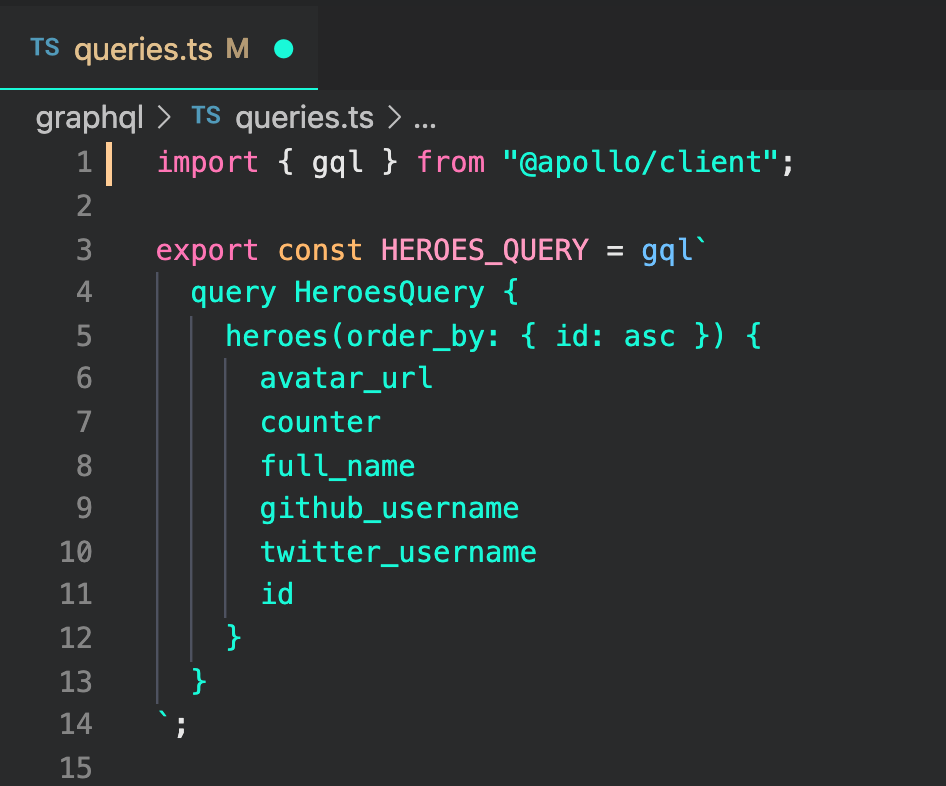 TS queries.ts M
graphql > TS queries.ts > ...
1 import { gql } from "@apollo/client";
2
3 export const HEROES_QUERY = gql`
4   query HeroesQuery {
5     heroes(order_by: { id: asc }) {
6       avatar_url
7       counter
8       full_name
9       github_username
10       twitter_username
11       id
12     }
13   }
14 `;
15